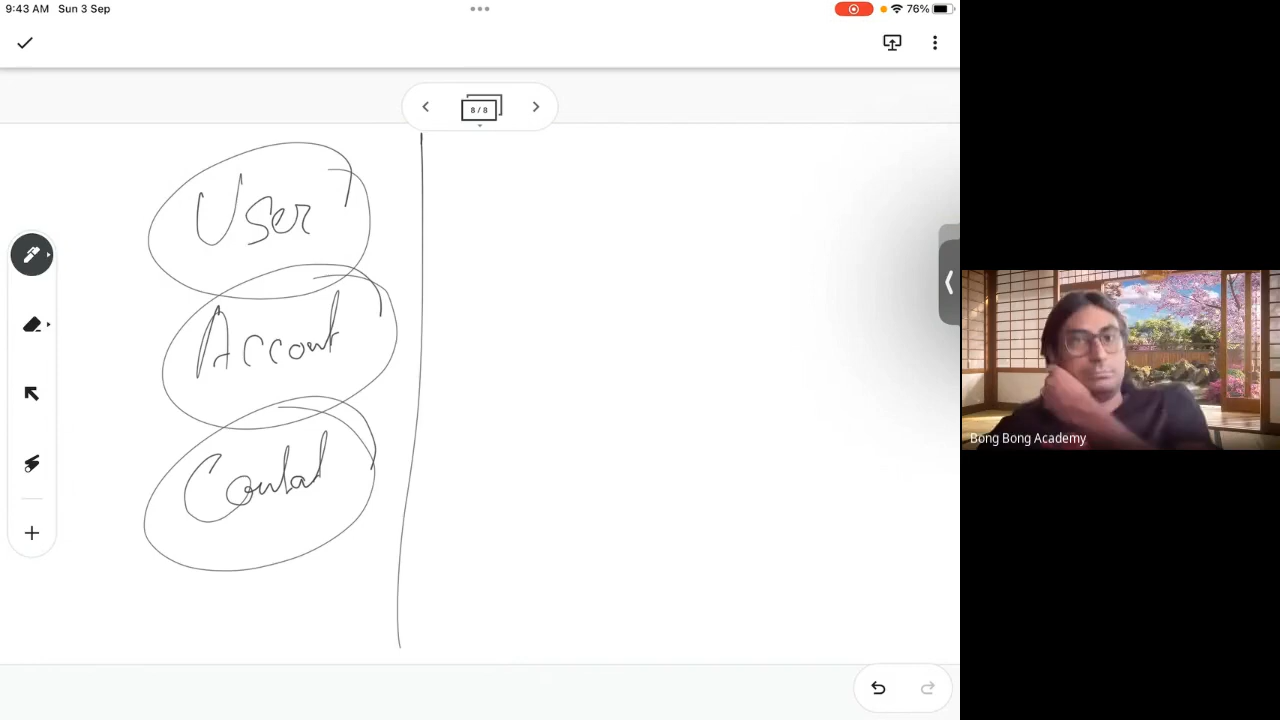 9:43 AM Sun 3 Sep
76%
8 / 8
User
Account
Contact
Bong Bong Academy